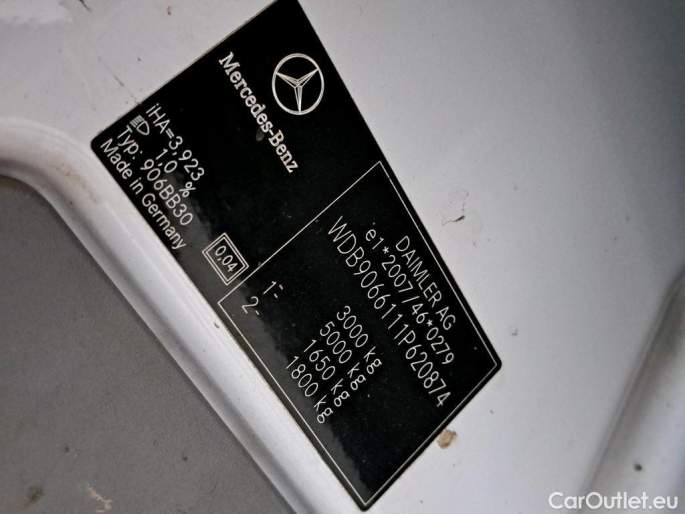 Mercedes-Benz
iHA=3,923
1,0 %
Typ: 906BB30
Made in Germany
0,04
DAIMLER AG
e1*2007/46*0279
WDB9066111P620874
3000 kg
5000 kg
1- 1650 kg
2- 1800 kg
CarOutlet.eu